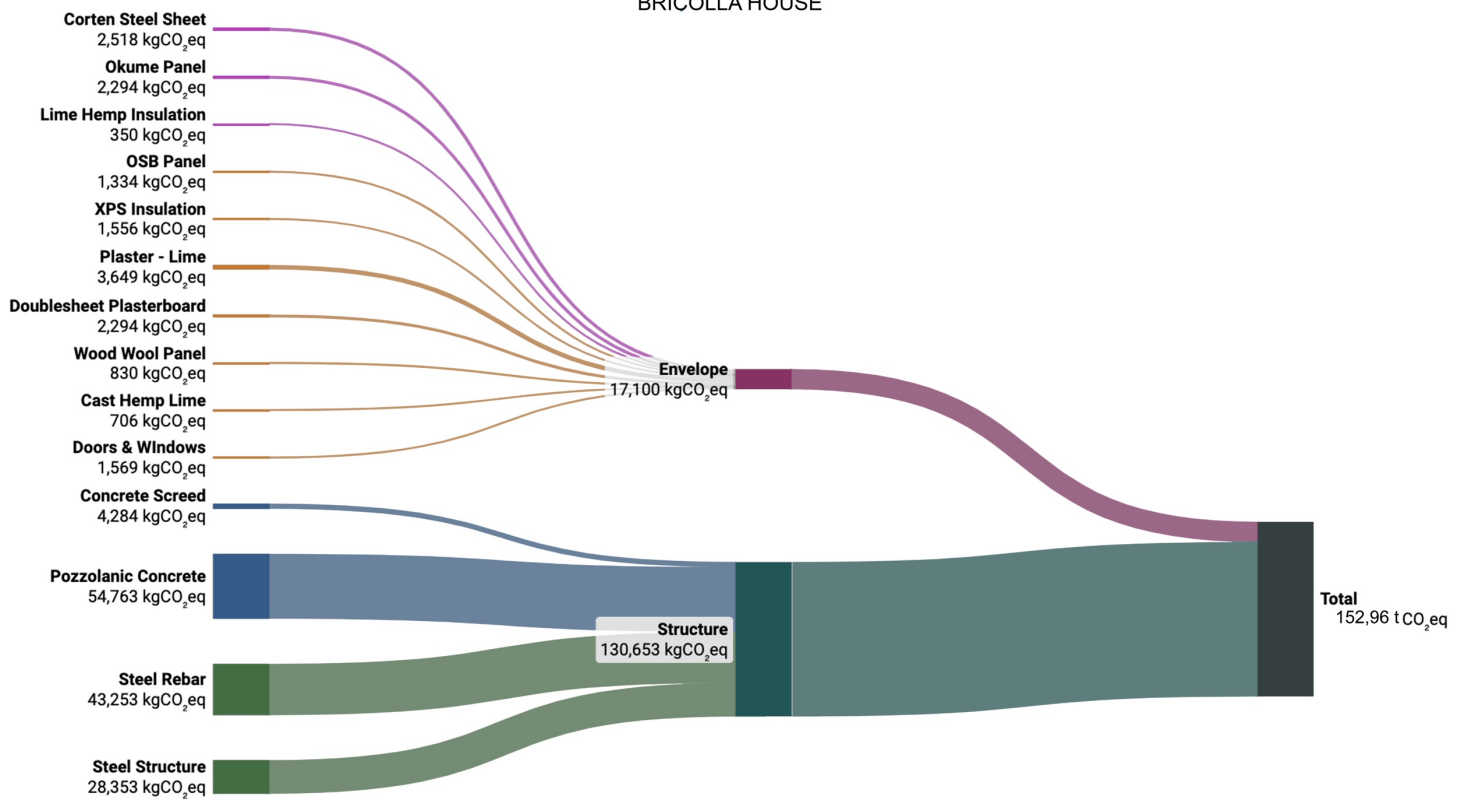 BRICOLLA HOUSE
Corten Steel Sheet
2,518 kgCO₂eq
Okume Panel
2,294 kgCO₂eq
Lime Hemp Insulation
350 kgCO₂eq
OSB Panel
1,334 kgCO₂eq
XPS Insulation
1,556 kgCO₂eq
Plaster - Lime
3,649 kgCO₂eq
Doublesheet Plasterboard
2,294 kgCO₂eq
Wood Wool Panel
830 kgCO₂eq
Cast Hemp Lime
706 kgCO₂eq
Doors & WIndows
1,569 kgCO₂eq
Concrete Screed
4,284 kgCO₂eq
Pozzolanic Concrete
54,763 kgCO₂eq
Steel Rebar
43,253 kgCO₂eq
Steel Structure
28,353 kgCO₂eq
Envelope
17,100 kgCO₂eq
Structure
130,653 kgCO₂eq
Total
152,96 t CO₂eq